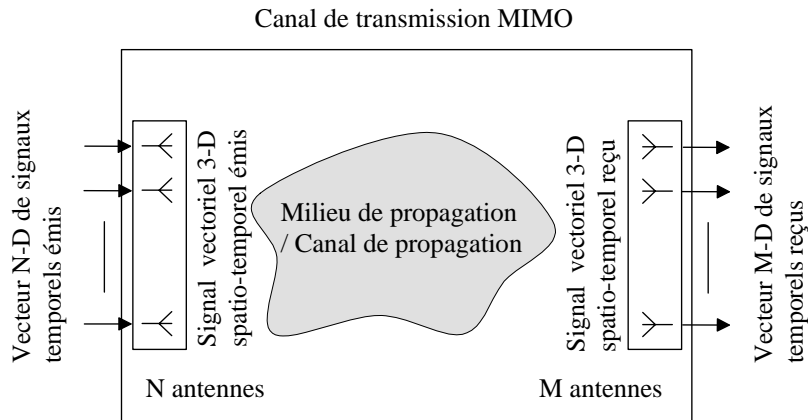 Canal de transmission MIMO
Vecteur N-D de signaux
temporels émis
Signal vectoriel 3-D
spatio-temporel émis
Milieu de propagation
/ Canal de propagation
Signal vectoriel 3-D
spatio-temporel reçu
Vecteur M-D de signaux
temporels reçus
N antennes
M antennes